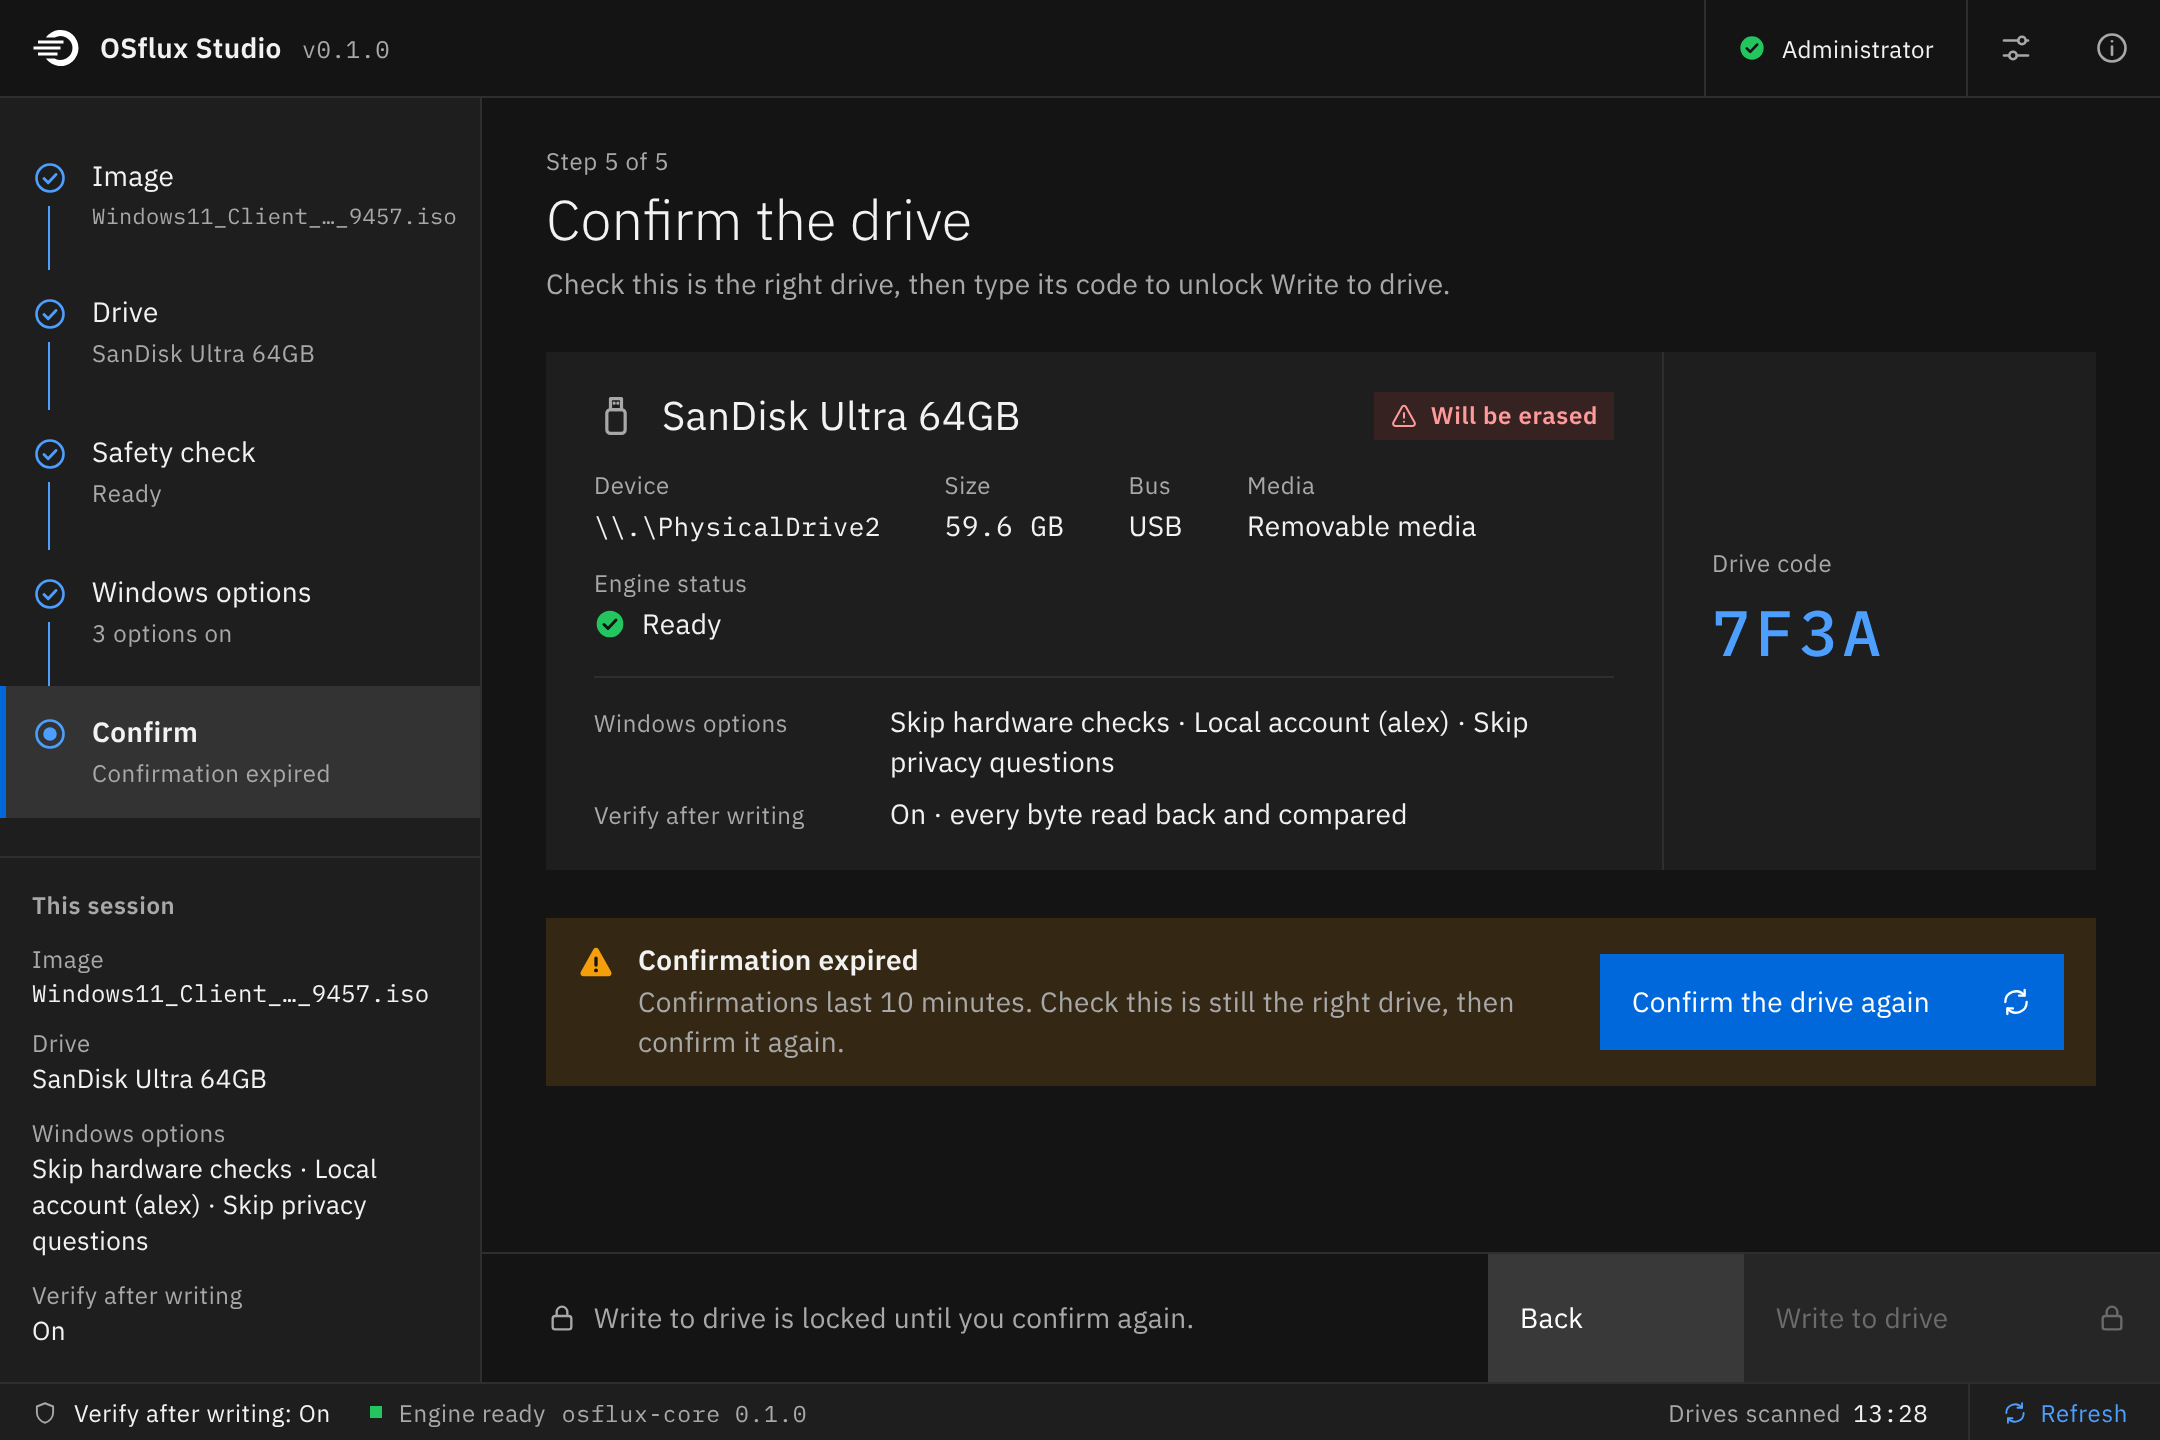 OSflux Studio v0.1.0
Administrator
Image
Windows11_Client_…_9457.iso
Drive
SanDisk Ultra 64GB
Safety check
Ready
Windows options
3 options on
Confirm
Confirmation expired
This session
Image
Windows11_Client_…_9457.iso
Drive
SanDisk Ultra 64GB
Windows options
Skip hardware checks · Local
account (alex) · Skip privacy
questions
Verify after writing
On
Step 5 of 5
Confirm the drive
Check this is the right drive, then type its code to unlock Write to drive.
SanDisk Ultra 64GB
Will be erased
Device Size Bus Media
\\.\PhysicalDrive2 59.6 GB USB Removable media
Engine status
Ready
Windows options Skip hardware checks · Local account (alex) · Skip
privacy questions
Verify after writing On · every byte read back and compared
Drive code
7F3A
Confirmation expired
Confirmations last 10 minutes. Check this is still the right drive, then
confirm it again.
Confirm the drive again
Write to drive is locked until you confirm again.
Back
Write to drive
Verify after writing: On Engine ready osflux-core 0.1.0 Drives scanned 13:28 Refresh